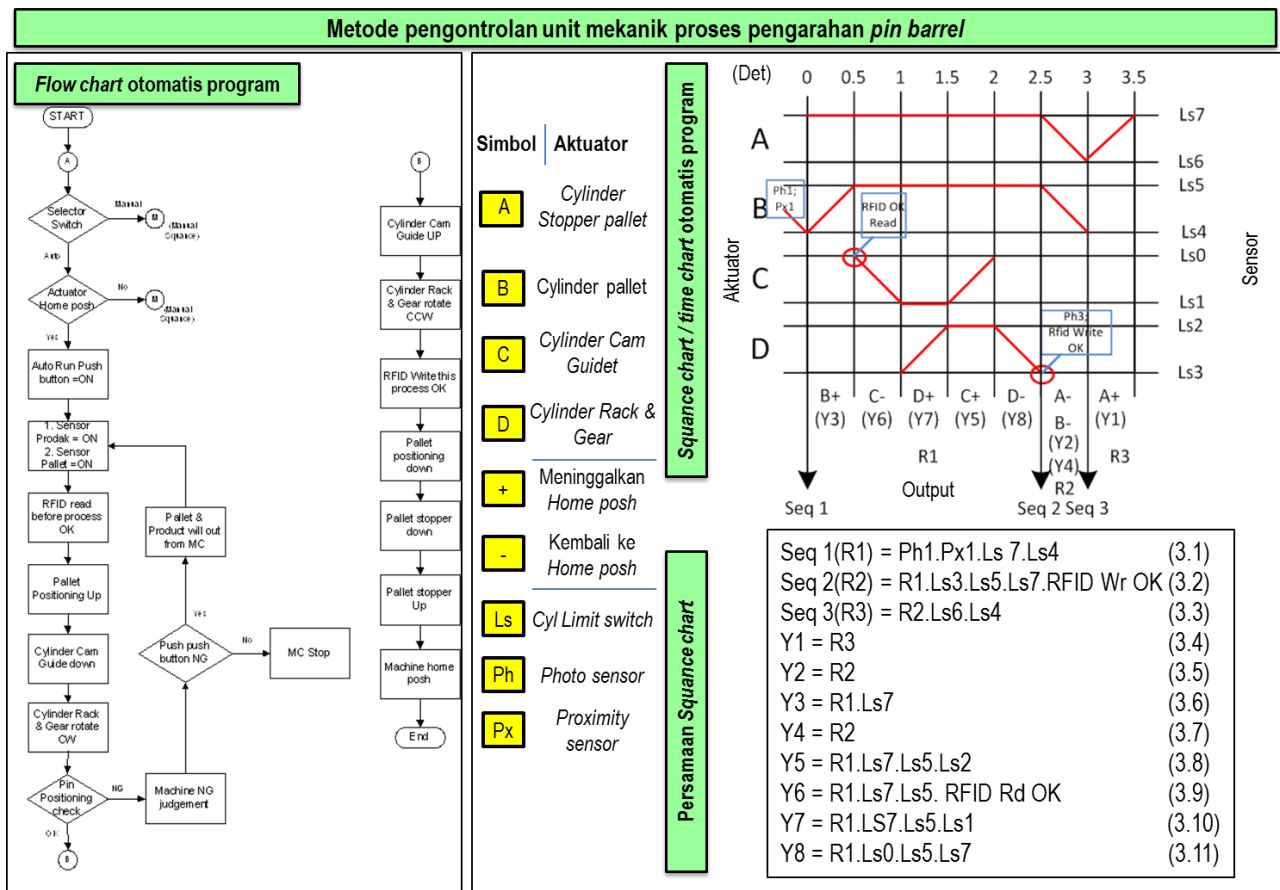 Metode pengontrolan unit mekanik proses pengarahan pin barrel
Flow chart otomatis program
START
A
Selector
Switch
Manual
M
(Manual
Squance)
Auto
Actuator
Home posh
No
M
(Manual
Squance)
Yes
Auto Run Push
button =ON
1. Sensor
Prodak = ON
2. Sensor
Pallet =ON
RFID read
before process
OK
Pallet
Positioning Up
Cylinder Cam
Guide down
Cylinder Rack
& Gear rotate
CW
Pin
Positioning
check
NG
OK
B
Machine NG
judgement
Push push
button NG
No
MC Stop
Yes
Pallet &
Product will out
from MC
B
Cylinder Cam
Guide UP
Cylinder Rack
& Gear rotate
CCW
RFID Write this
process OK
Pallet
positioning
down
Pallet stopper
down
Pallet stopper
Up
Machine home
posh
End
Simbol Aktuator
A Cylinder
Stopper pallet
B Cylinder pallet
C Cylinder Cam
Guidet
D Cylinder Rack &
Gear
+ Meninggalkan
Home posh
- Kembali ke
Home posh
Ls Cyl Limit switch
Ph Photo sensor
Px Proximity
sensor
Squance chart / time chart otomatis program
Persamaan Squance chart
(Det) 0 0.5 1 1.5 2 2.5 3 3.5
A
B
C
D
Aktuator
Sensor
Ls7
Ls6
Ls5
Ls4
Ls0
Ls1
Ls2
Ls3
Ph1;
Px1
RFID OK
Read
Ph3;
Rfid Write
OK
B+
(Y3)
C-
(Y6)
D+
(Y7)
C+
(Y5)
D-
(Y8)
A-
B-
(Y2)
(Y4)
R2
A+
(Y1)
R1
R3
Output
Seq 1
Seq 2 Seq 3
Seq 1(R1) = Ph1.Px1.Ls 7.Ls4 (3.1)
Seq 2(R2) = R1.Ls3.Ls5.Ls7.RFID Wr OK (3.2)
Seq 3(R3) = R2.Ls6.Ls4 (3.3)
Y1 = R3 (3.4)
Y2 = R2 (3.5)
Y3 = R1.Ls7 (3.6)
Y4 = R2 (3.7)
Y5 = R1.Ls7.Ls5.Ls2 (3.8)
Y6 = R1.Ls7.Ls5. RFID Rd OK (3.9)
Y7 = R1.LS7.Ls5.Ls1 (3.10)
Y8 = R1.Ls0.Ls5.Ls7 (3.11)